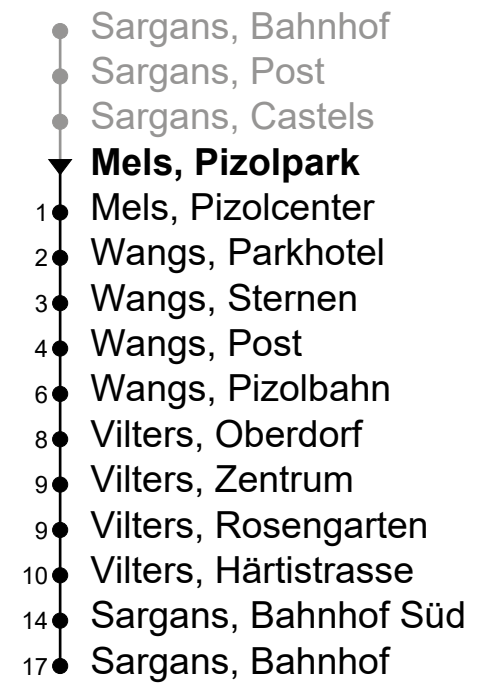 Sargans, Bahnhof
Sargans, Post
Sargans, Castels
Mels, Pizolpark
1 Mels, Pizolcenter
2 Wangs, Parkhotel
3 Wangs, Sternen
4 Wangs, Post
6 Wangs, Pizolbahn
8 Vilters, Oberdorf
9 Vilters, Zentrum
9 Vilters, Rosengarten
10 Vilters, Härtistrasse
14 Sargans, Bahnhof Süd
17 Sargans, Bahnhof